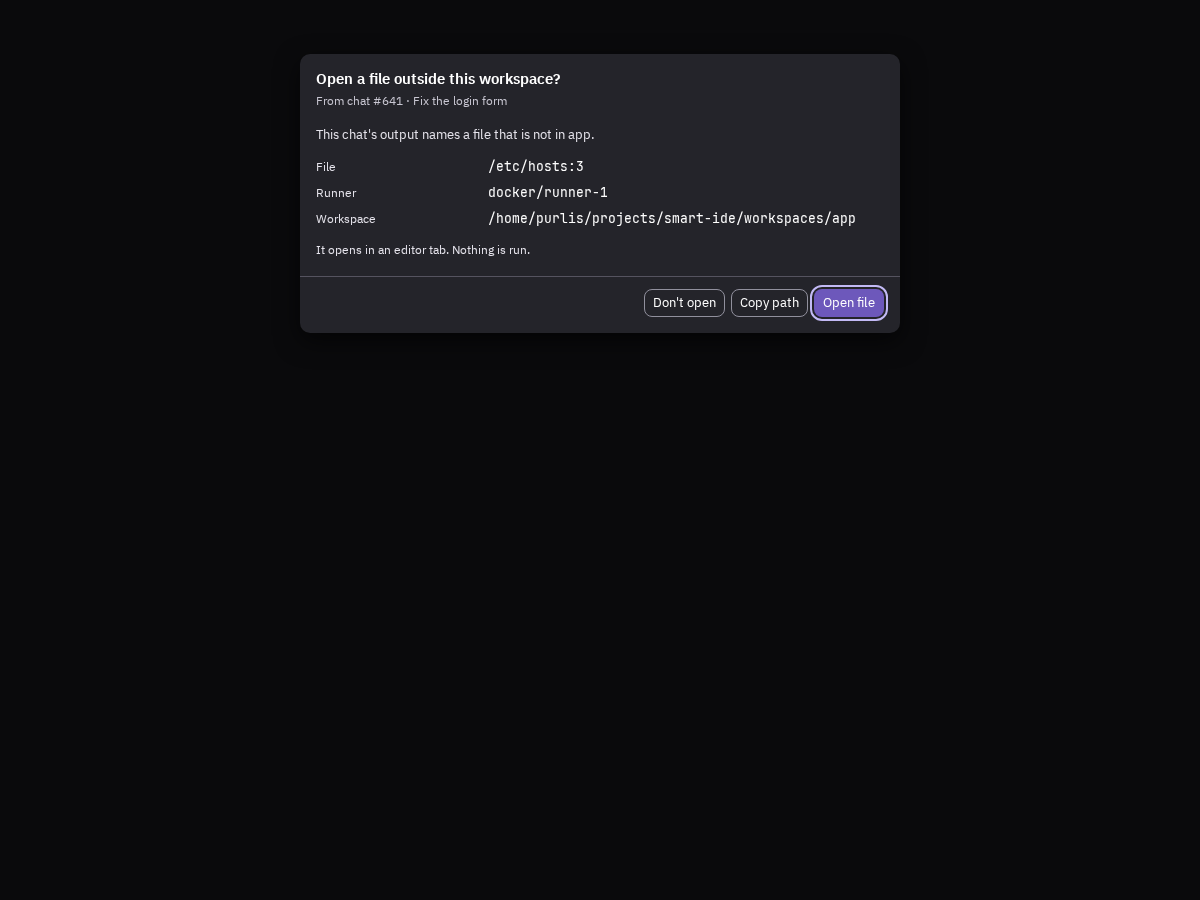 Open a file outside this workspace?
From chat #641 · Fix the login form
This chat's output names a file that is not in app.
File /etc/hosts:3
Runner docker/runner-1
Workspace /home/purlis/projects/smart-ide/workspaces/app
It opens in an editor tab. Nothing is run.
Don't open Copy path Open file